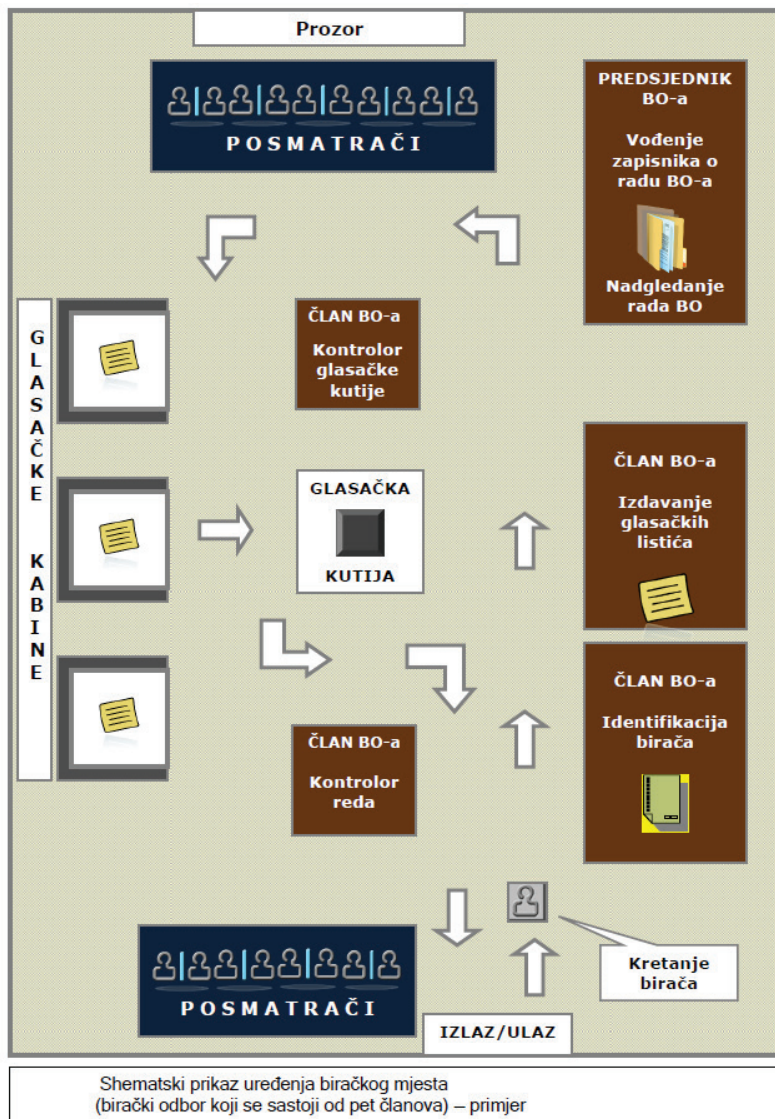 Prozor
POSMATRAČI
PREDSJEDNIK
BO-a
Vođenje
zapisnika o
radu BO-a
Nadgledanje
rada BO
GLASAČKE KABINE
ČLAN BO-a
Kontrolor
glasačke
kutije
GLASAČKA
KUTIJA
ČLAN BO-a
Izdavanje
glasačkih
listića
ČLAN BO-a
Identifikacija
birača
ČLAN BO-a
Kontrolor
reda
POSMATRAČI
Kretanje
birača
IZLAZ/ULAZ
Shematski prikaz uređenja biračkog mjesta
(birački odbor koji se sastoji od pet članova) – primjer